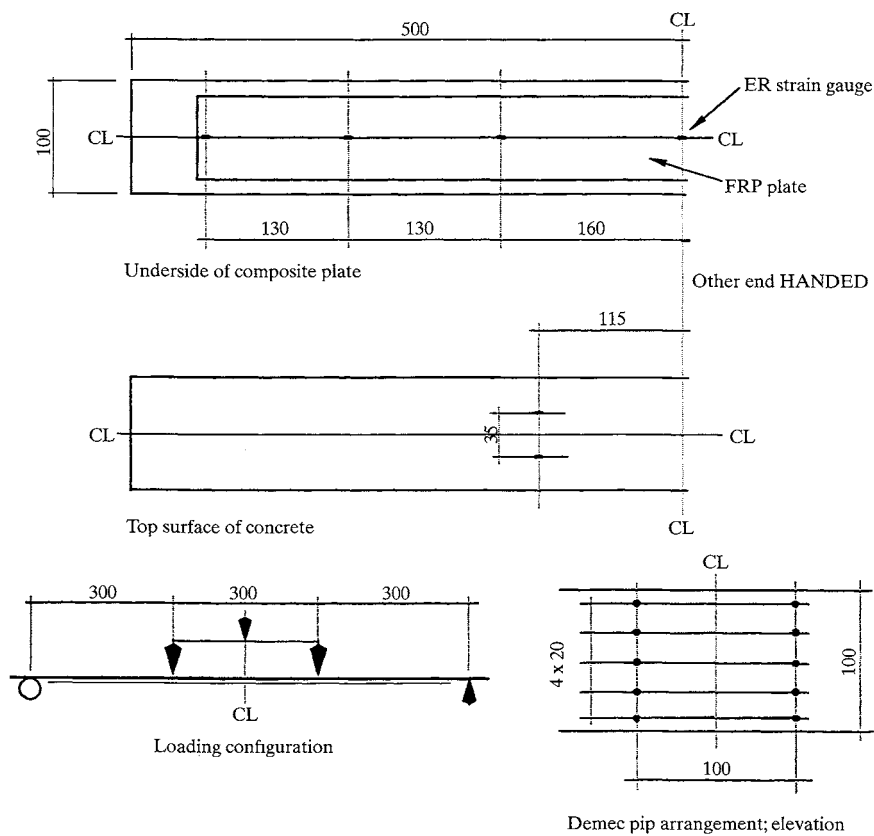 CL
500
ER strain gauge
100
CL
CL
FRP plate
130
130
160
Underside of composite plate
Other end HANDED
115
CL
35
CL
Top surface of concrete
CL
300
300
300
CL
Loading configuration
CL
4 x 20
100
100
Demec pip arrangement; elevation